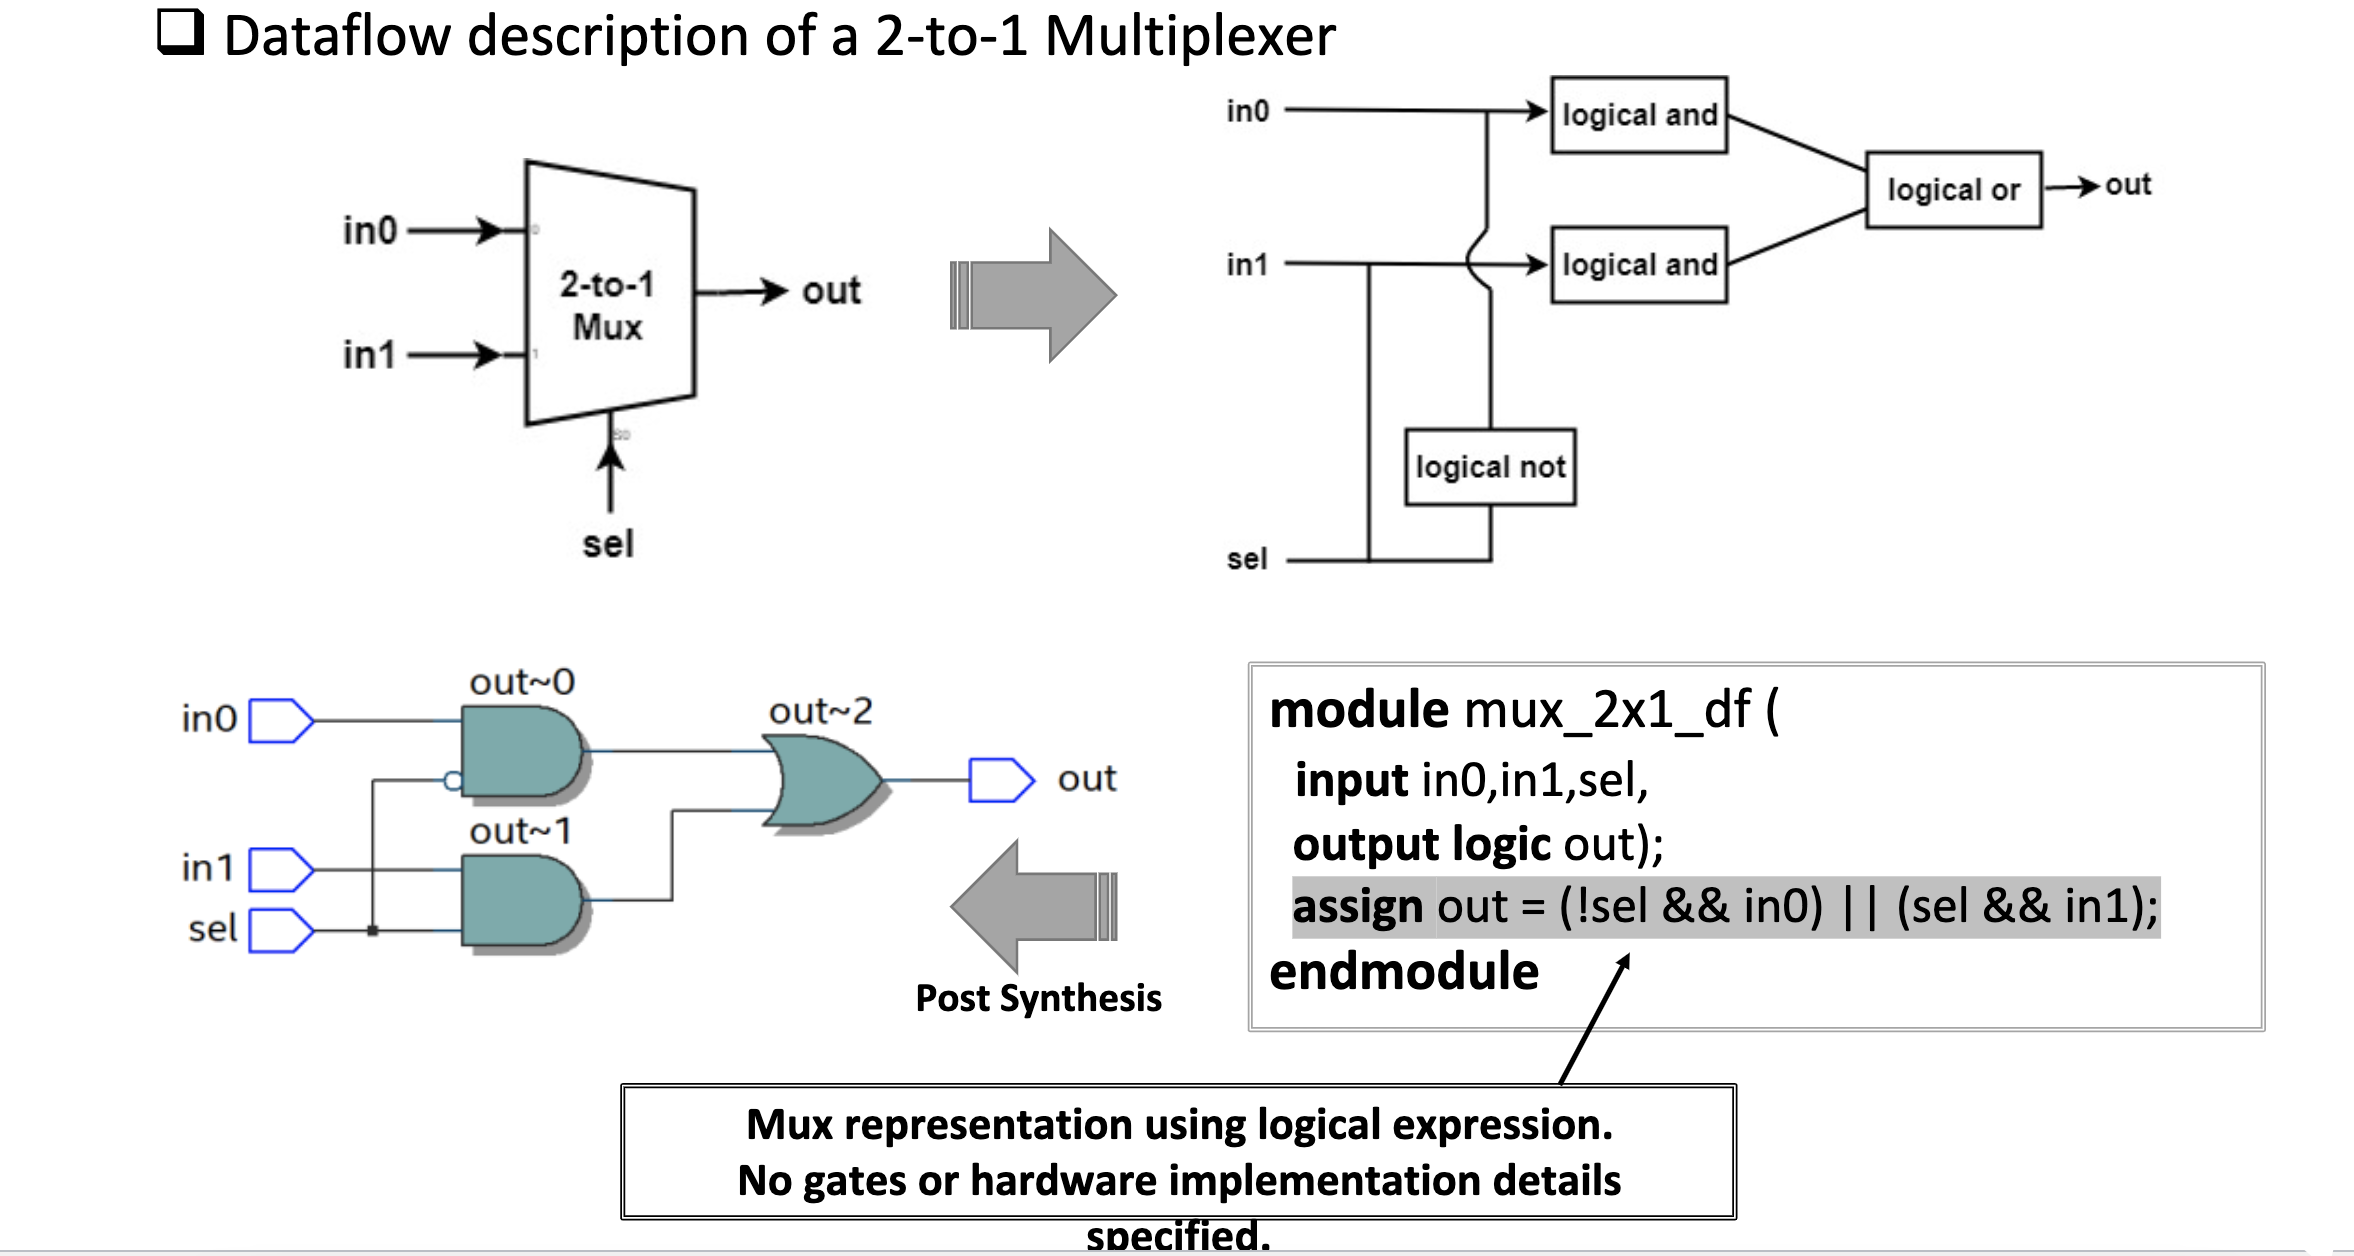 ❑ Dataflow description of a 2-to-1 Multiplexer
in0
in1
0
1
2-to-1
Mux
out
S0
sel
in0
in1
sel
logical and
logical and
logical not
logical or
out
in0
in1
sel
out~0
out~1
out~2
out
Post Synthesis
module mux_2x1_df (
input in0,in1,sel,
output logic out);
assign out = (!sel && in0) || (sel && in1);
endmodule
Mux representation using logical expression.
No gates or hardware implementation details
specified.